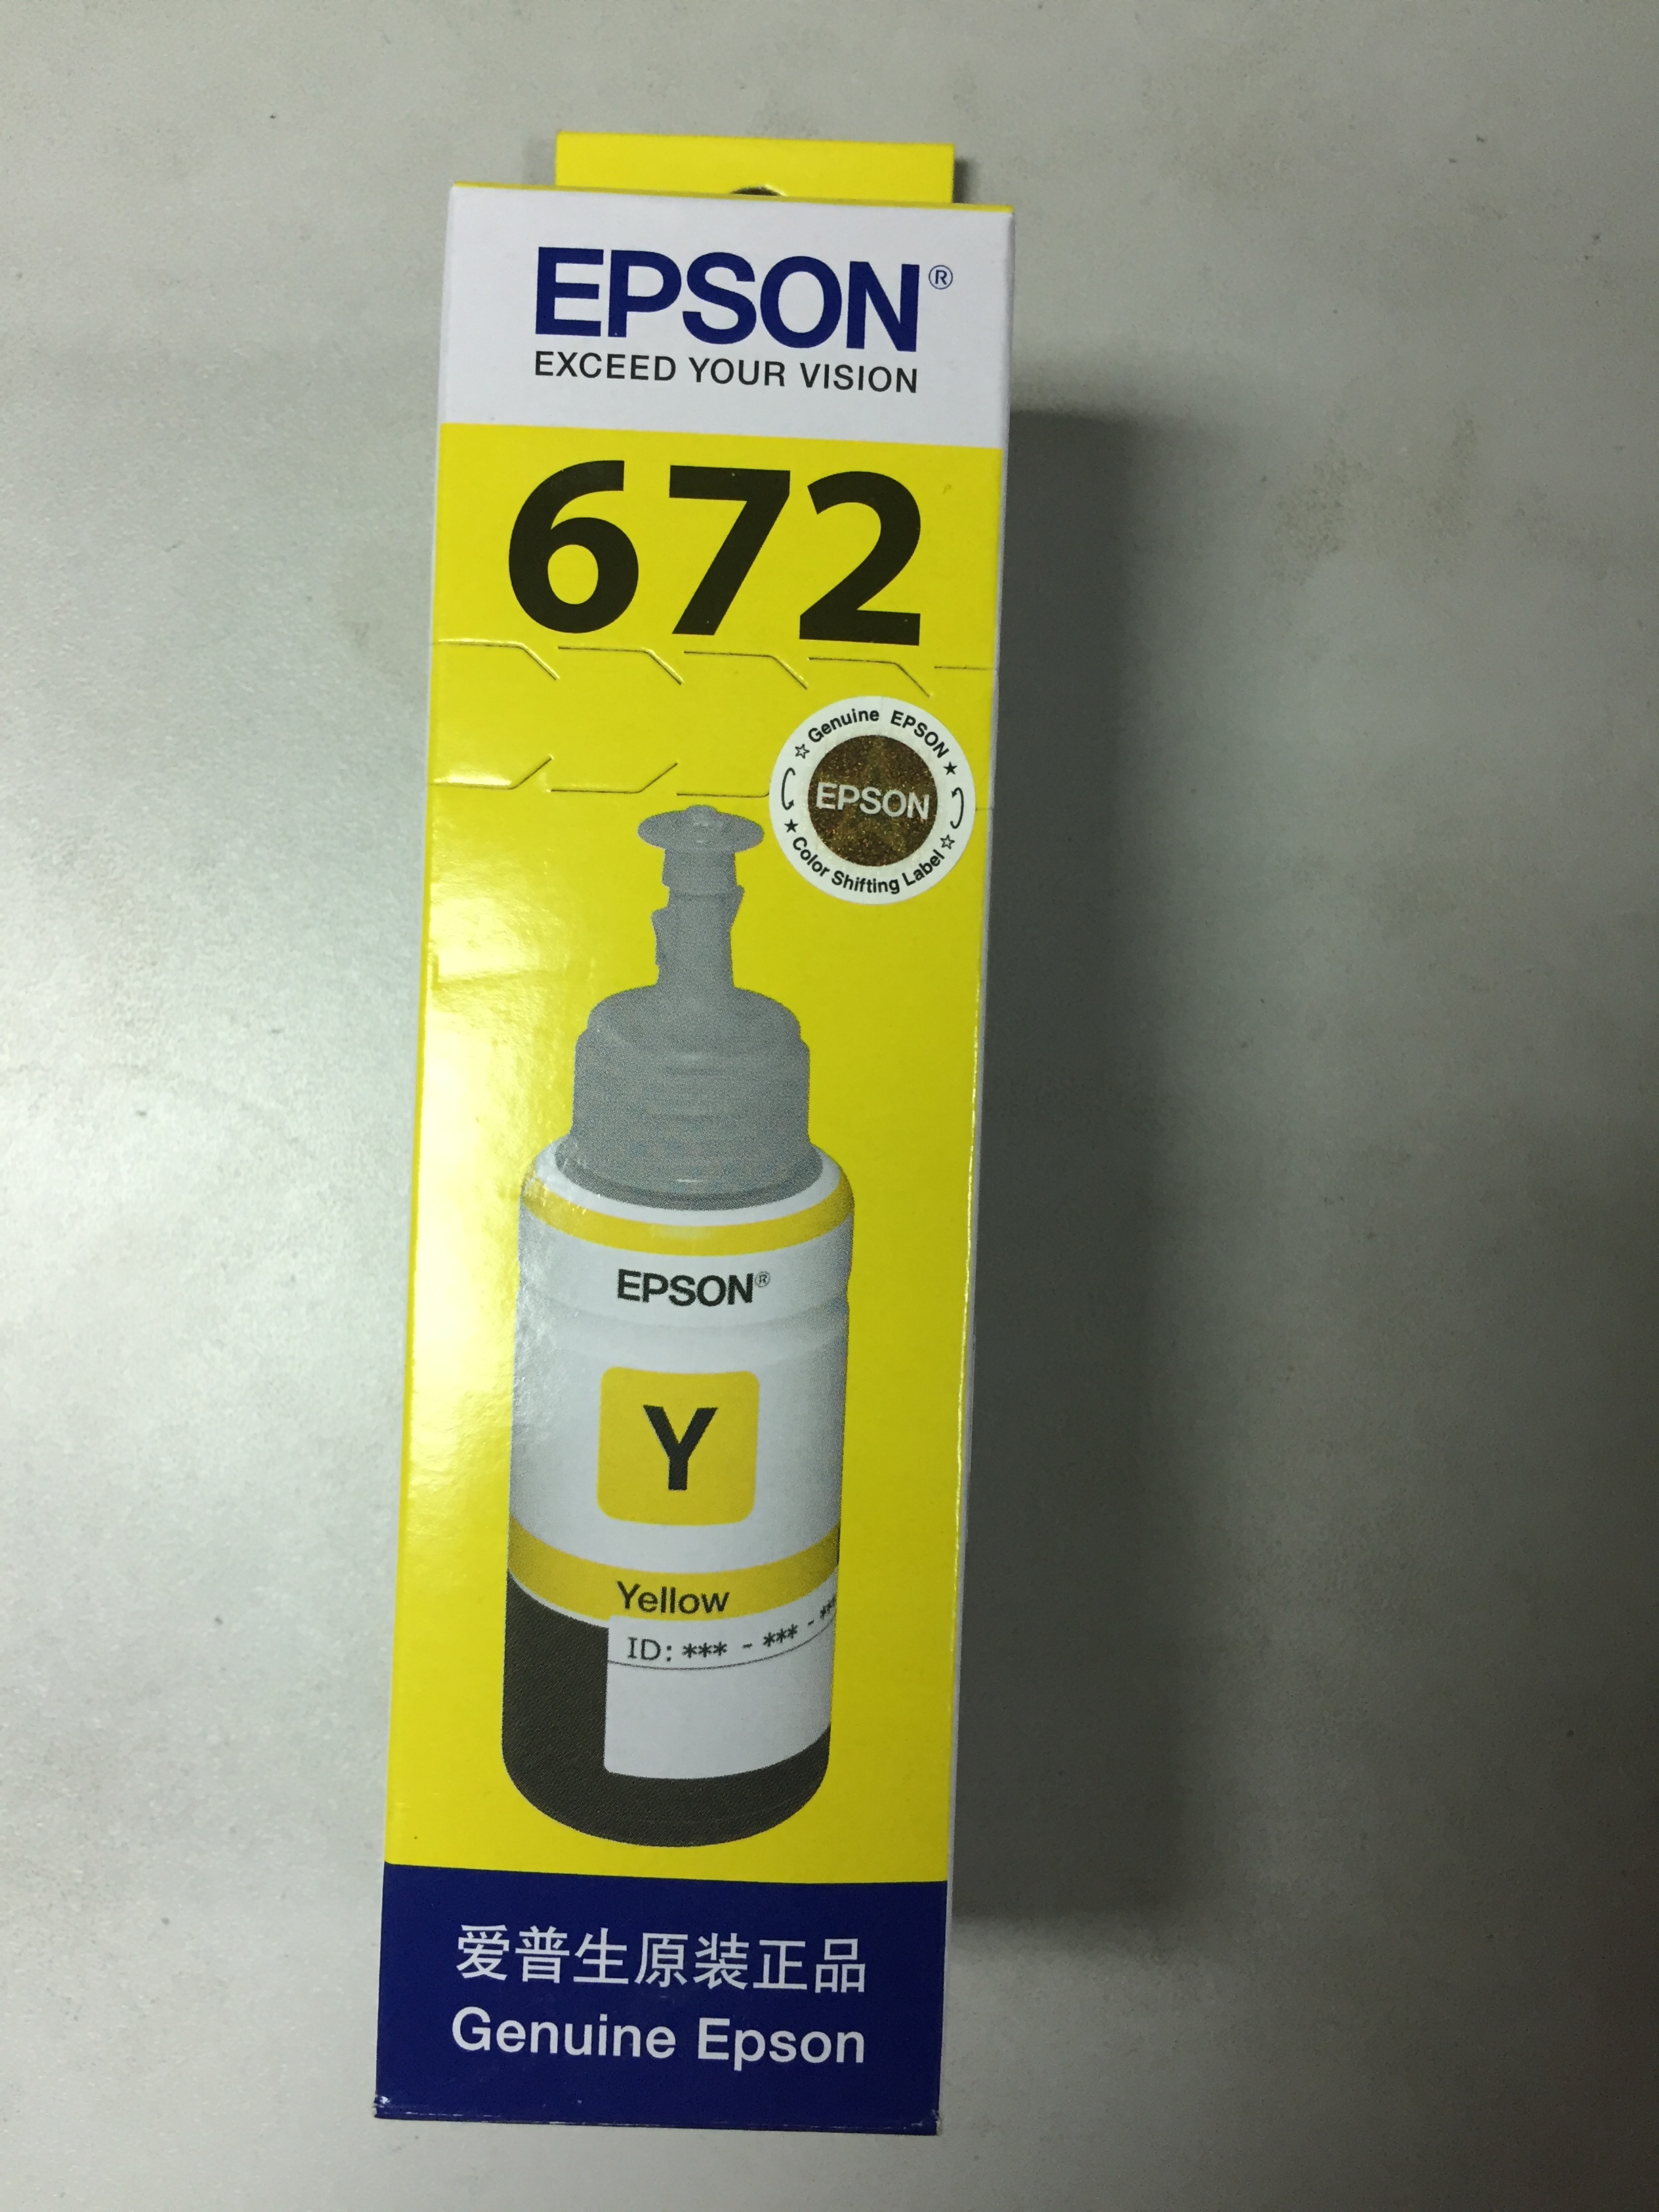 EPSON®
EXCEED YOUR VISION
672
☆ Genuine EPSON ★
EPSON
★ Color Shifting Label ☆
EPSON®
Y
Yellow
ID: *** - *** - **
爱普生原装正品
Genuine Epson